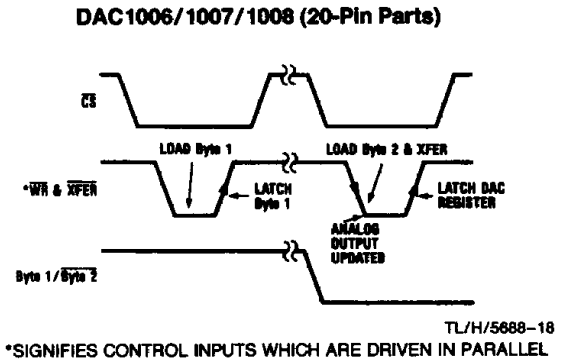 DAC1006/1007/1008 (20-Pin Parts)
CS
LOAD Byte 1
LOAD Byte 2 & XFER
*WR & XFER
LATCH
Byte 1
LATCH DAC
REGISTER
ANALOG
OUTPUT
UPDATED
Byte 1/Byte 2
TL/H/5688–18
*SIGNIFIES CONTROL INPUTS WHICH ARE DRIVEN IN PARALLEL